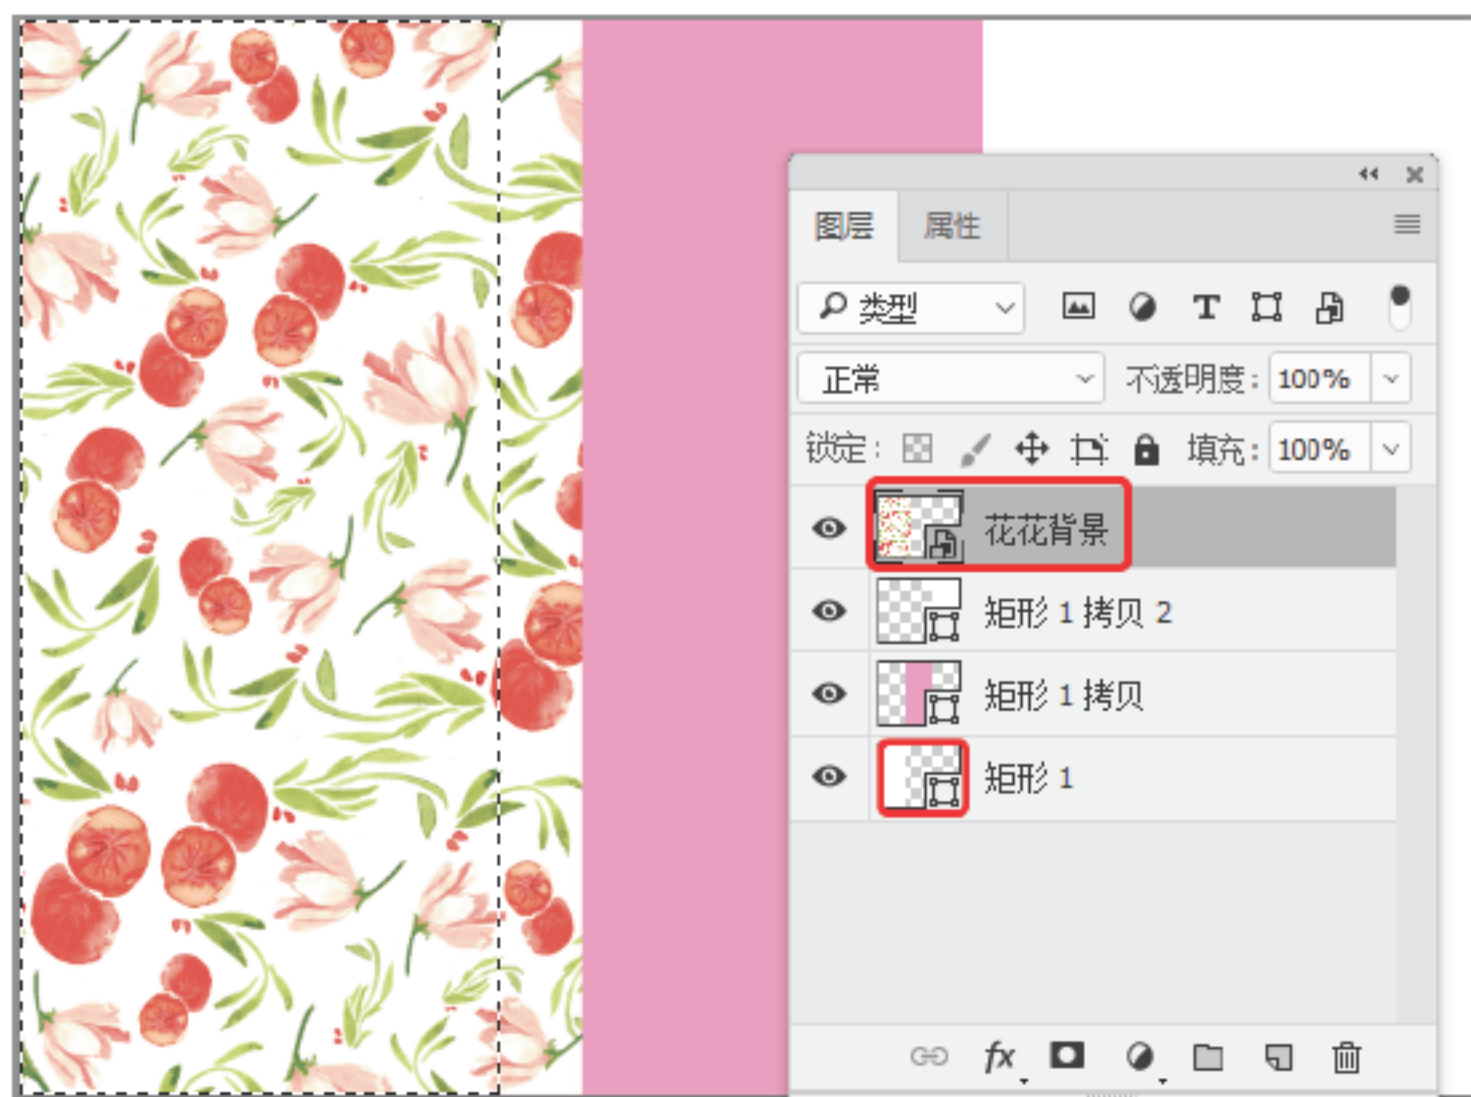 图层 属性
类型 T
正常 不透明度: 100%
锁定: 填充: 100%
花花背景
矩形 1 拷贝 2
矩形 1 拷贝
矩形 1
fx